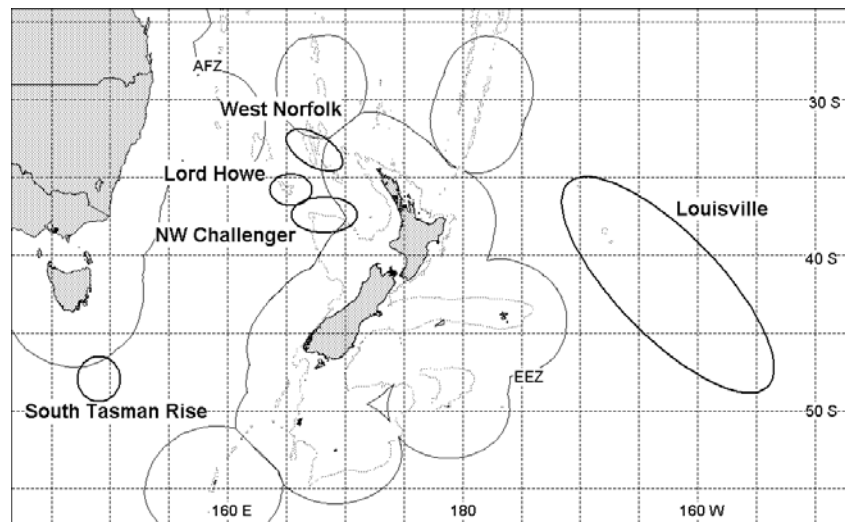 AFZ
West Norfolk
30 S
Lord Howe
Louisville
NW Challenger
40 S
EEZ
South Tasman Rise
50 S
160 E
180
160 W